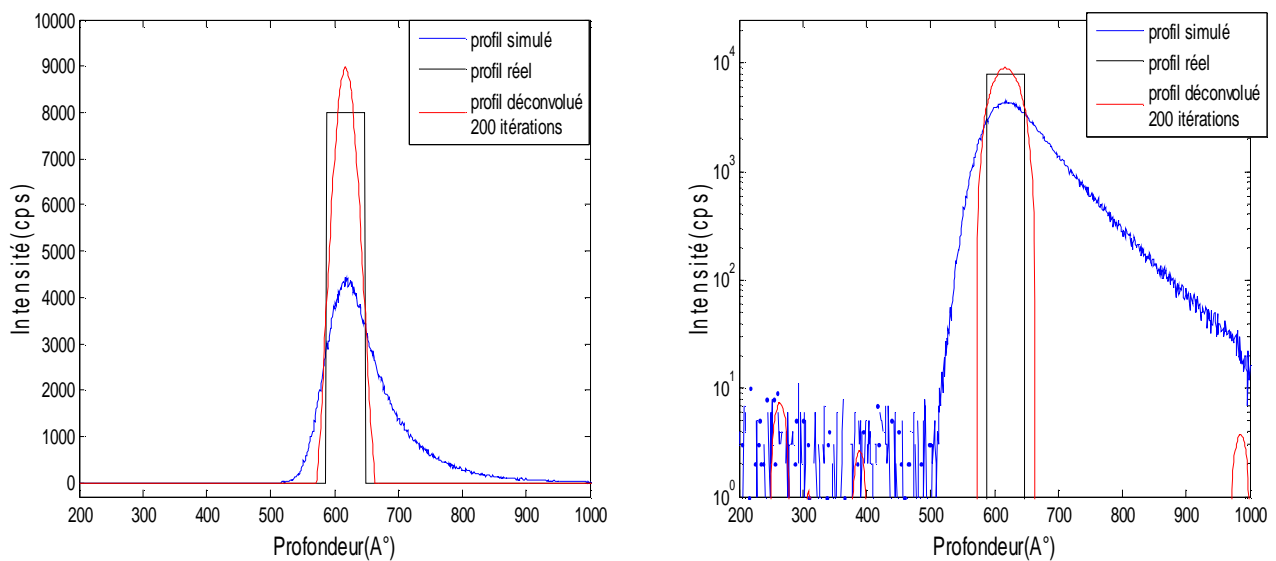 10000
9000
8000
7000
6000
5000
4000
3000
2000
1000
0
Intensité(cps)
200 300 400 500 600 700 800 900 1000
Profondeur(A°)
profil simulé
profil réel
profil déconvolué
200 itérations
10^4
10^3
10^2
10^1
10^0
Intensité(cps)
200 300 400 500 600 700 800 900 1000
Profondeur(A°)
profil simulé
profil réel
profil déconvolué
200 itérations